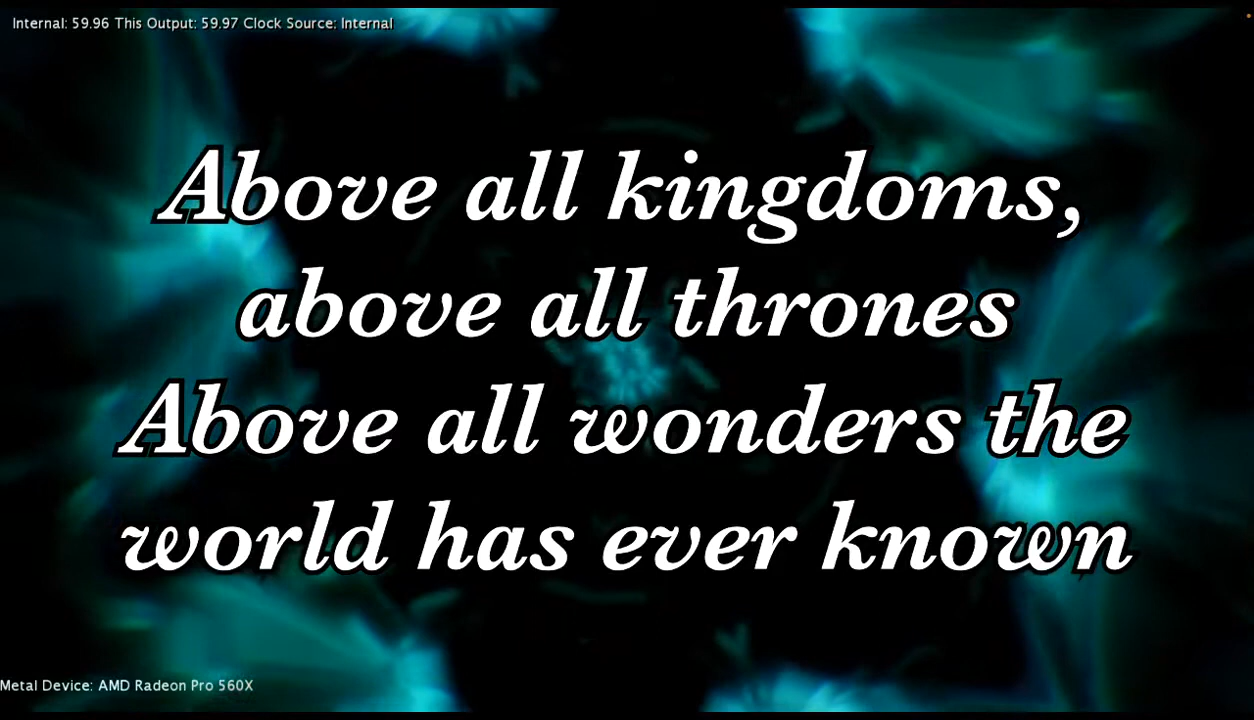 Internal: 59.96 This Output: 59.97 Clock Source: Internal
Above all kingdoms,
above all thrones
Above all wonders the
world has ever known
Metal Device: AMD Radeon Pro 560X